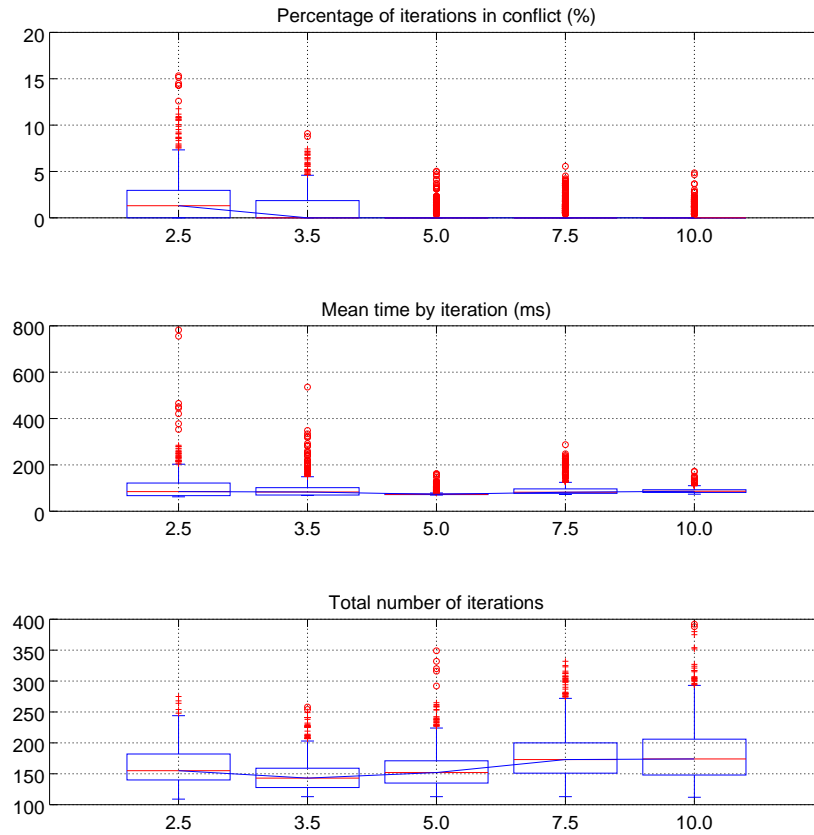 Percentage of iterations in conflict (%)
20
15
10
5
0
2.5 3.5 5.0 7.5 10.0
Mean time by iteration (ms)
800
600
400
200
0
2.5 3.5 5.0 7.5 10.0
Total number of iterations
400
350
300
250
200
150
100
2.5 3.5 5.0 7.5 10.0